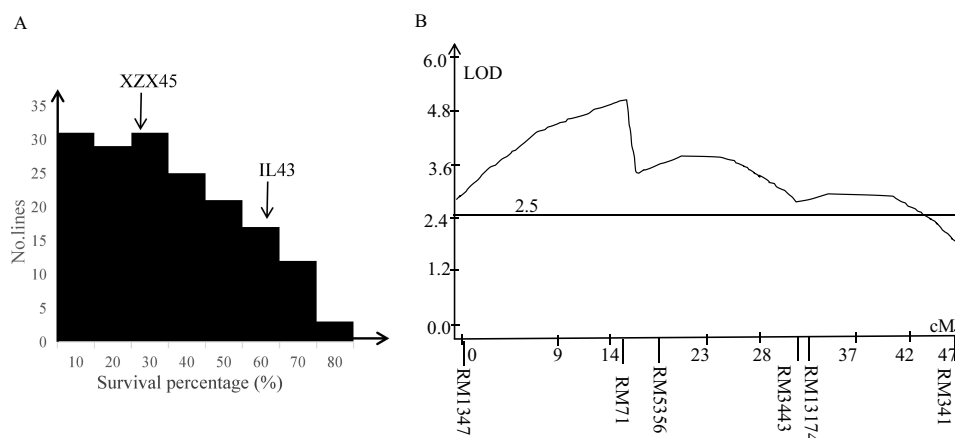 A
XZX45
IL43
35
30
25
20
15
10
5
0
No.lines
10 20 30 40 50 60 70 80
Survival percentage (%)
B
LOD
6.0
4.8
3.6
2.5
2.4
1.2
0.0
cM
0 9 14 23 28 37 42 47
RM1347
RM71
RM5356
RM3443
RM13174
RM341